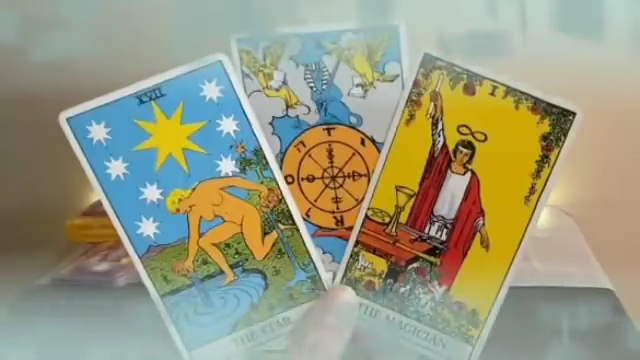 XVII
THE STAR
T
A
R
O
I
THE MAGICIAN